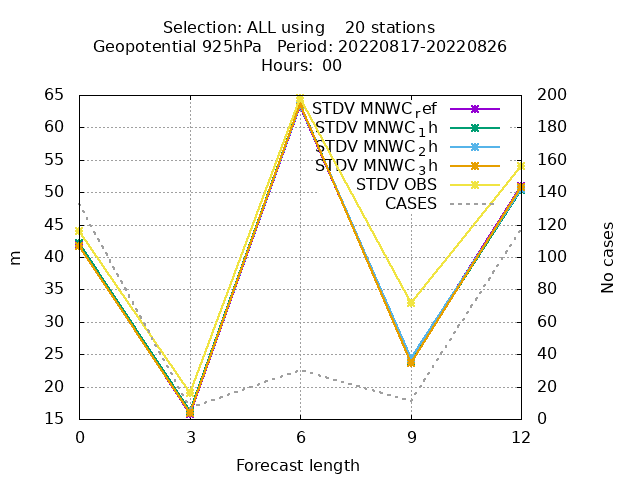 Selection: ALL using    20 stations
Geopotential 925hPa   Period: 20220817-20220826
Hours: 00
STDV MNWC_ref
STDV MNWC_1h
STDV MNWC_2h
STDV MNWC_3h
STDV OBS
CASES
65
60
55
50
45
40
35
30
25
20
15
m
200
180
160
140
120
100
80
60
40
20
0
No cases
0 3 6 9 12
Forecast length